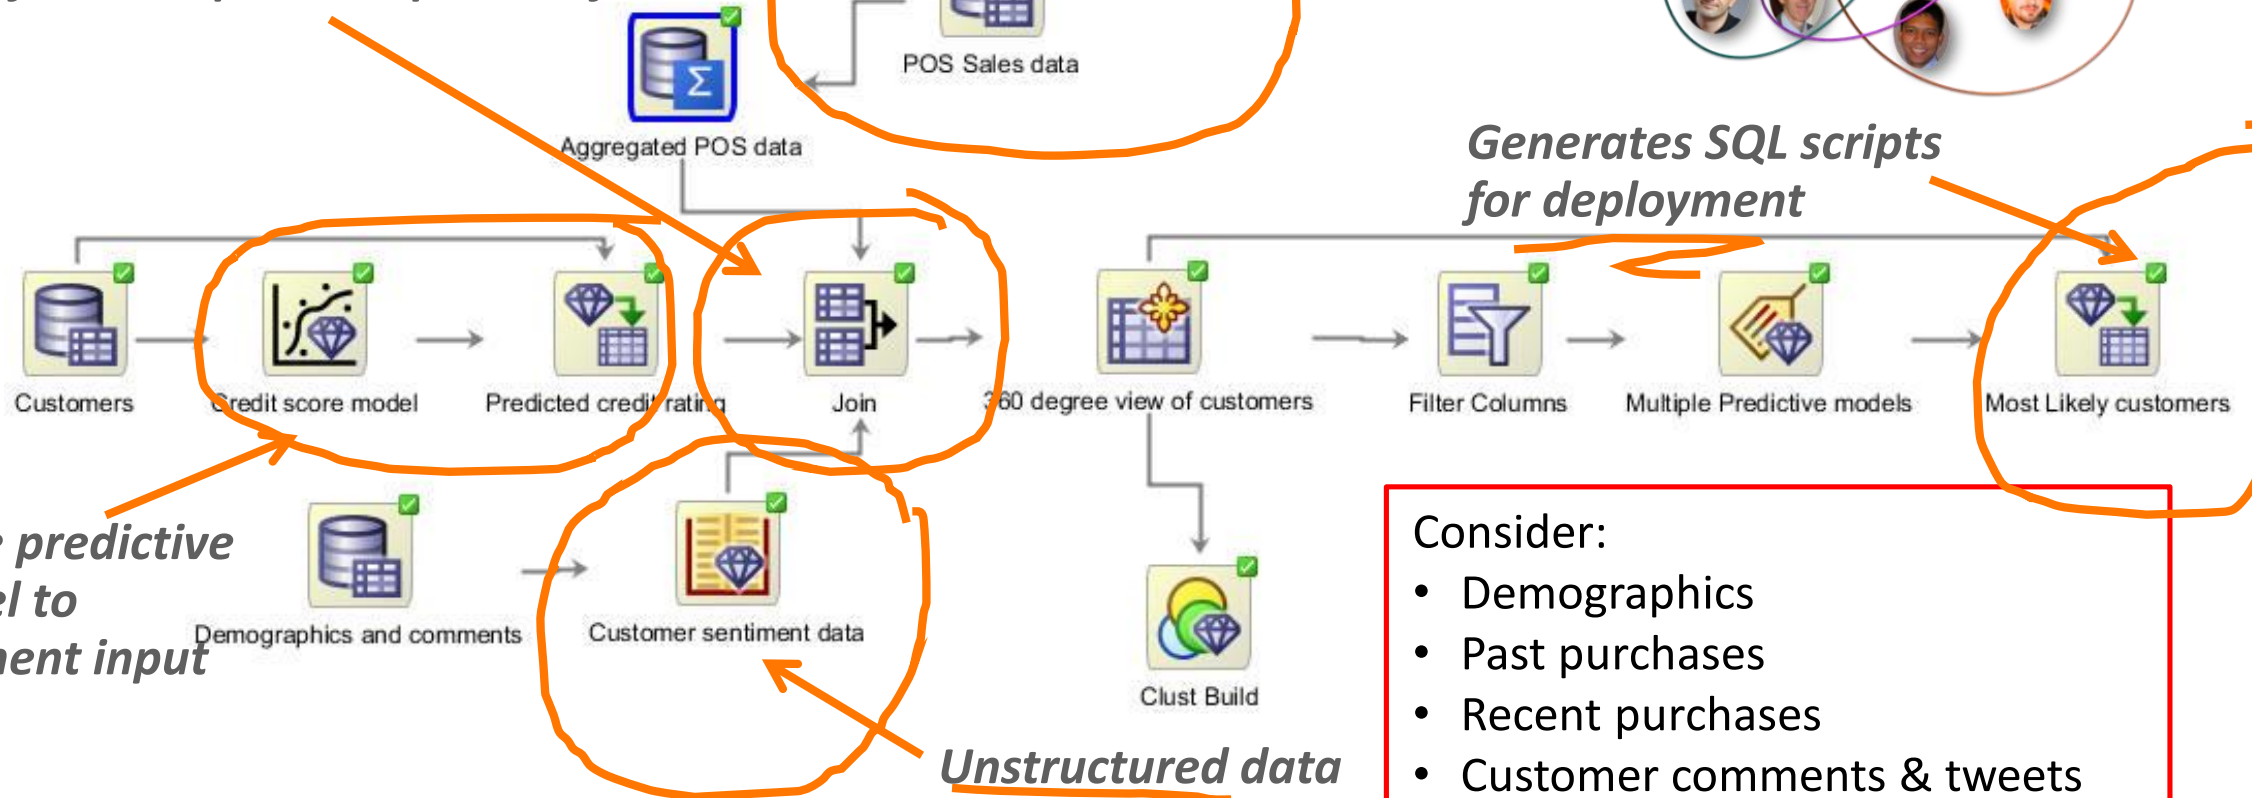 POS Sales data
Aggregated POS data
Generates SQL scripts
for deployment
Customers
Credit score model
Predicted credit rating
Join
360 degree view of customers
Filter Columns
Multiple Predictive models
Most Likely customers
predictive
to
input
Demographics and comments
Customer sentiment data
Clust Build
Unstructured data
Consider:
• Demographics
• Past purchases
• Recent purchases
• Customer comments & tweets